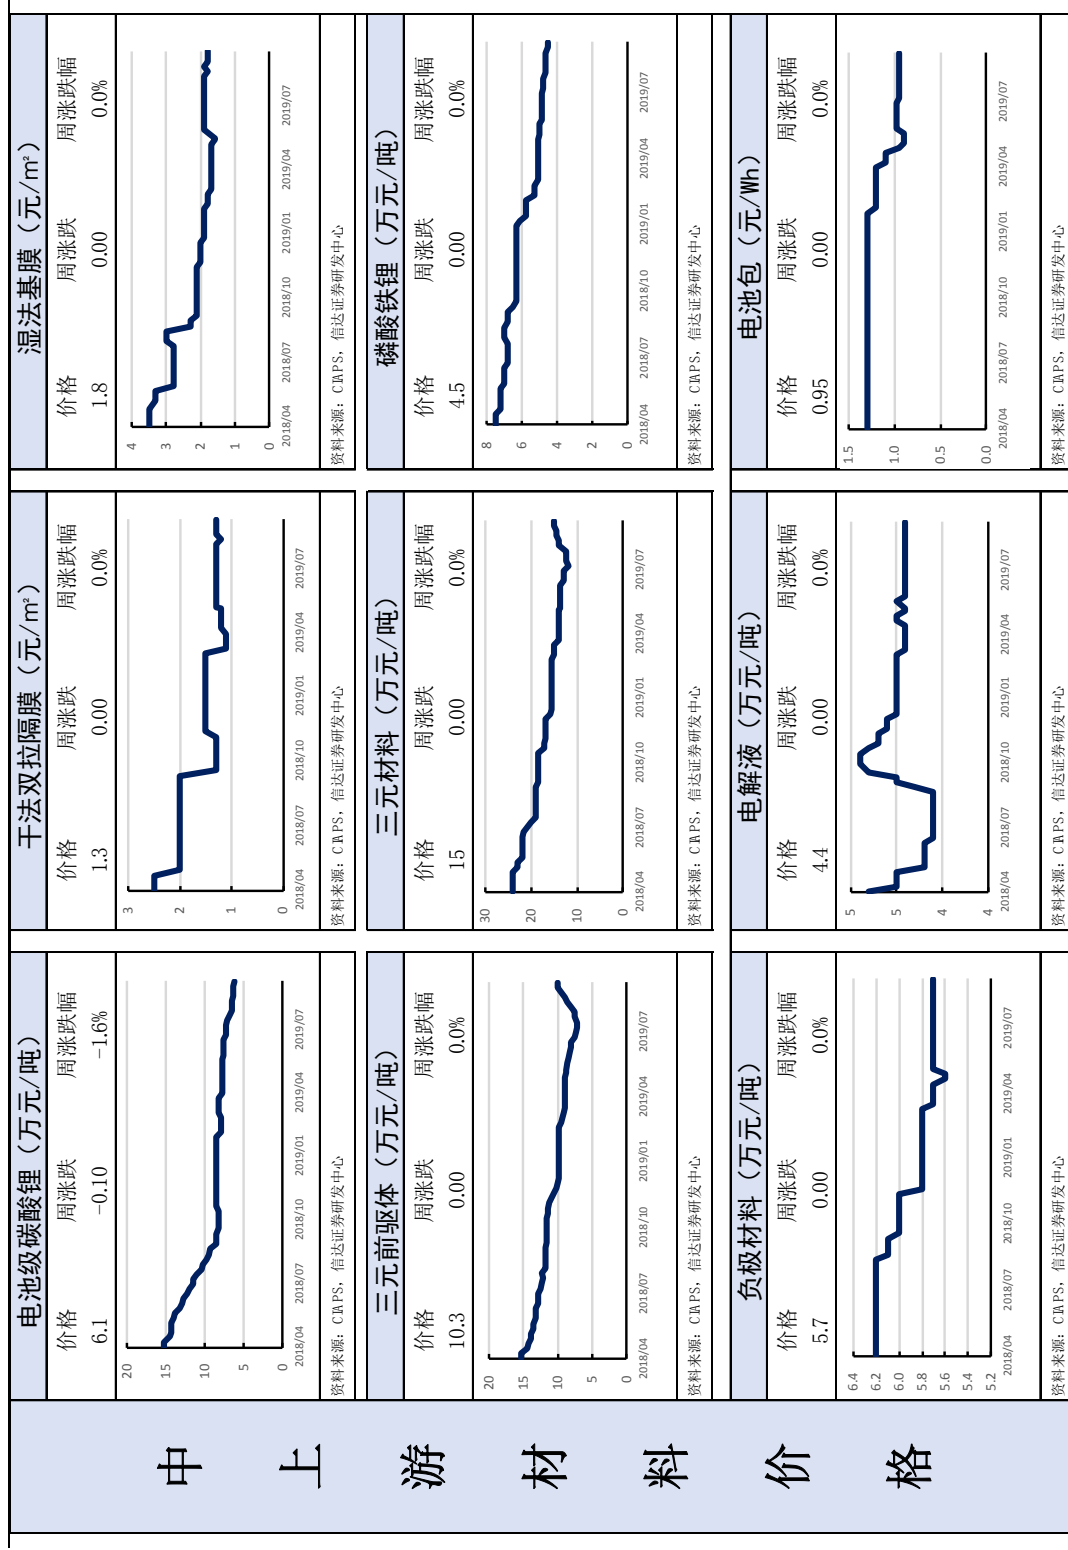 中上游材料价格
电池级碳酸锂（万元/吨）
价格 周涨跌 周涨跌幅
6.1 -0.10 -1.6%
20
15
10
5
0
2018/04 2018/07 2018/10 2019/01 2019/04 2019/07
资料来源：CIAPS，信达证券研发中心
干法双拉隔膜（元/㎡）
价格 周涨跌 周涨跌幅
1.3 0.00 0.0%
3
2
1
0
2018/04 2018/07 2018/10 2019/01 2019/04 2019/07
资料来源：CIAPS，信达证券研发中心
湿法基膜（元/㎡）
价格 周涨跌 周涨跌幅
1.8 0.00 0.0%
4
3
2
1
0
2018/04 2018/07 2018/10 2019/01 2019/04 2019/07
资料来源：CIAPS，信达证券研发中心
三元前驱体（万元/吨）
价格 周涨跌 周涨跌幅
10.3 0.00 0.0%
20
15
10
5
0
2018/04 2018/07 2018/10 2019/01 2019/04 2019/07
资料来源：CIAPS，信达证券研发中心
三元材料（万元/吨）
价格 周涨跌 周涨跌幅
15 0.00 0.0%
30
20
10
0
2018/04 2018/07 2018/10 2019/01 2019/04 2019/07
资料来源：CIAPS，信达证券研发中心
磷酸铁锂（万元/吨）
价格 周涨跌 周涨跌幅
4.5 0.00 0.0%
8
6
4
2
0
2018/04 2018/07 2018/10 2019/01 2019/04 2019/07
资料来源：CIAPS，信达证券研发中心
负极材料（万元/吨）
价格 周涨跌 周涨跌幅
5.7 0.00 0.0%
6.4
6.2
6.0
5.8
5.6
5.4
5.2
2018/04 2018/07 2018/10 2019/01 2019/04 2019/07
资料来源：CIAPS，信达证券研发中心
电解液（万元/吨）
价格 周涨跌 周涨跌幅
4.4 0.00 0.0%
5
5
4
4
2018/04 2018/07 2018/10 2019/01 2019/04 2019/07
资料来源：CIAPS，信达证券研发中心
电池包（元/Wh）
价格 周涨跌 周涨跌幅
0.95 0.00 0.0%
1.5
1.0
0.5
0.0
2018/04 2018/07 2018/10 2019/01 2019/04 2019/07
资料来源：CIAPS，信达证券研发中心